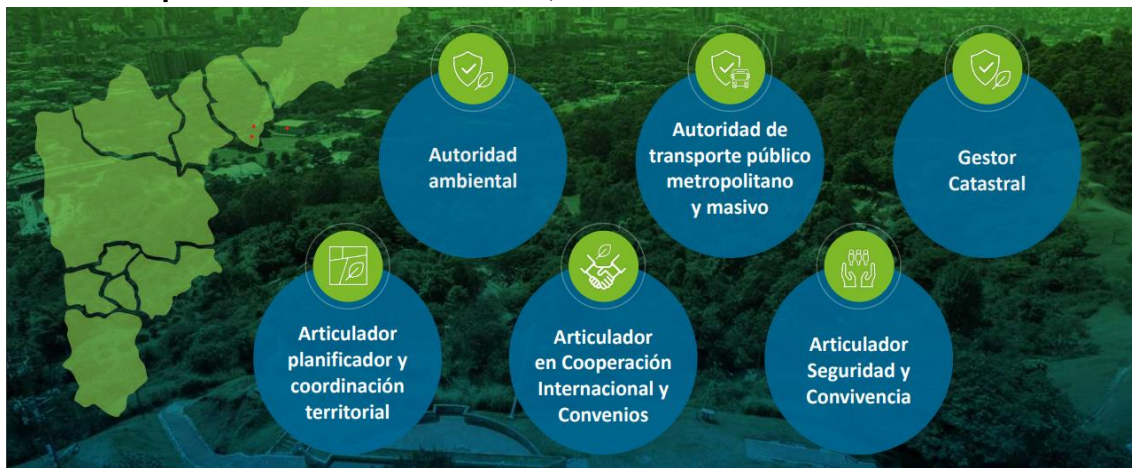 Autoridad
ambiental
Autoridad de
transporte público
metropolitano
y masivo
Gestor
Catastral
Articulador
planificador y
coordinación
territorial
Articulador
en Cooperación
Internacional y
Convenios
Articulador
Seguridad y
Convivencia